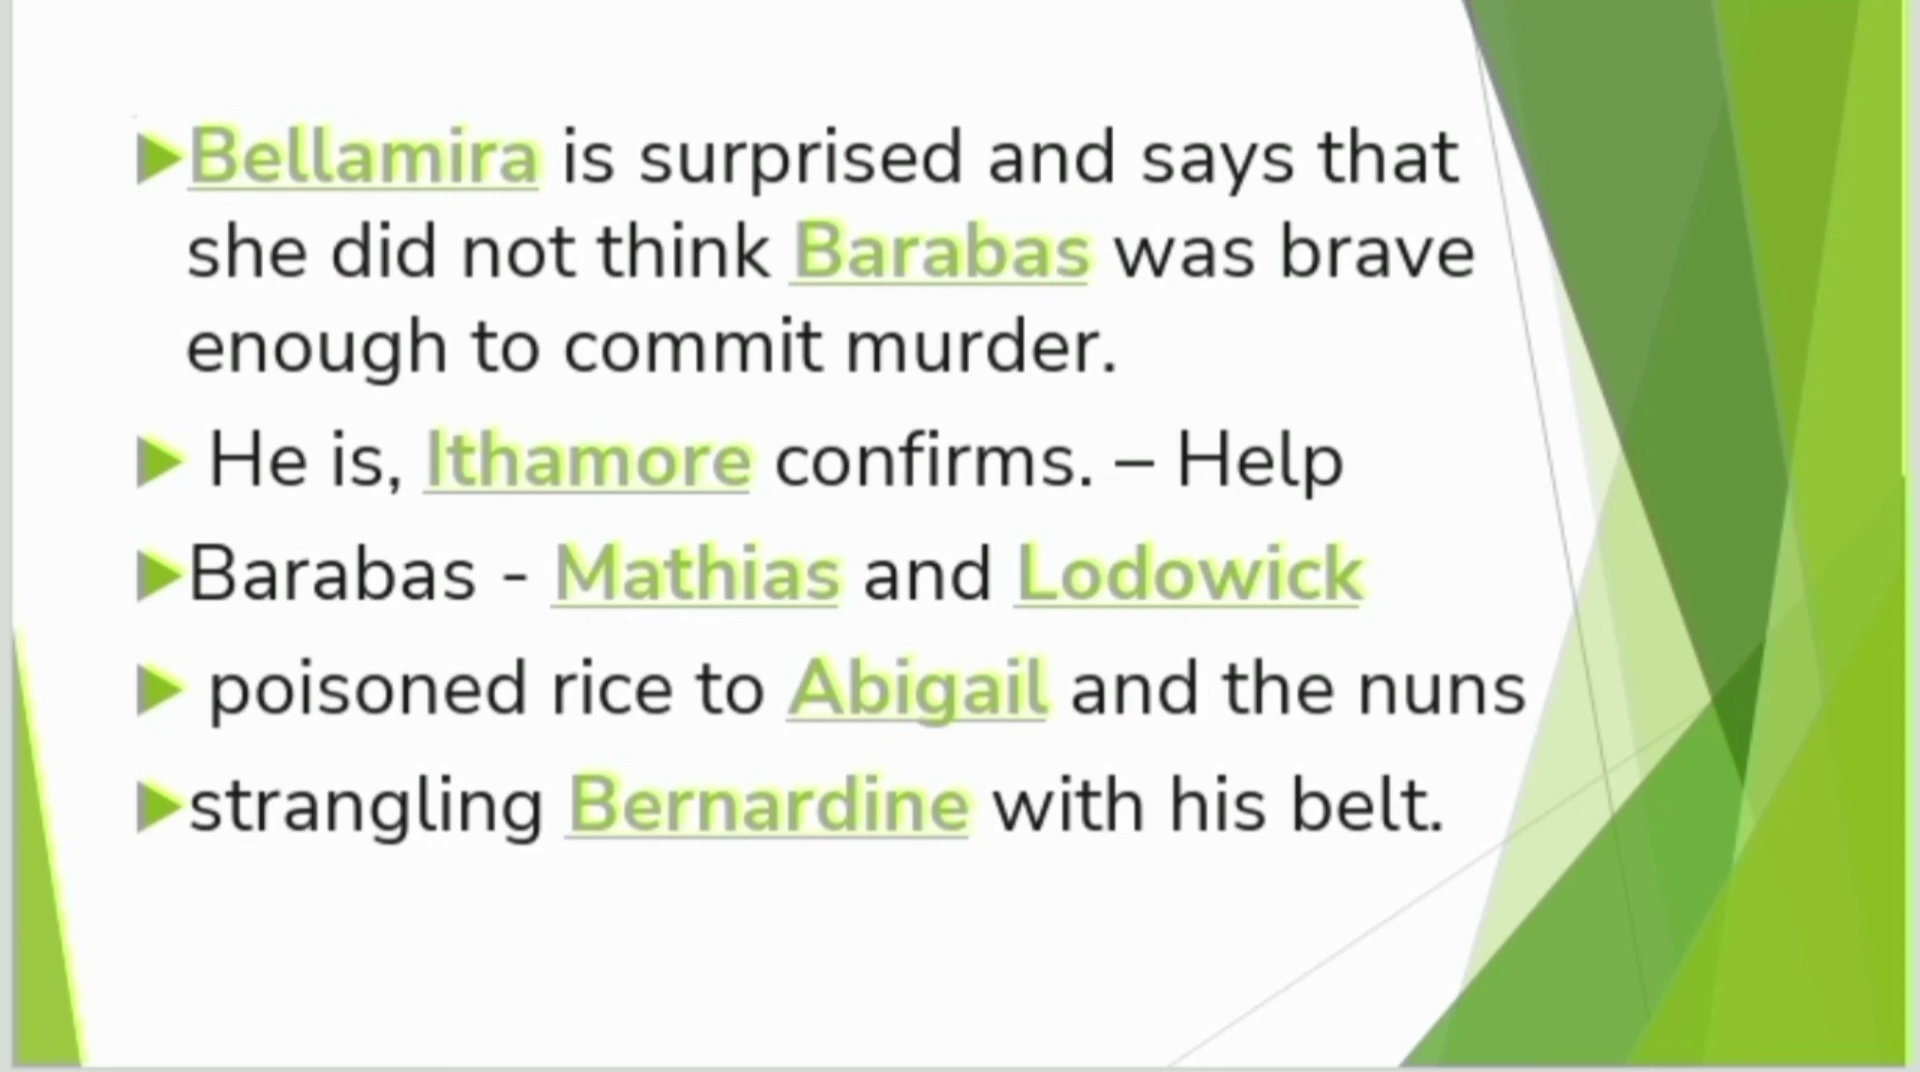 Bellamira is surprised and says that
she did not think Barabas was brave
enough to commit murder.
He is, Ithamore confirms. – Help
Barabas - Mathias and Lodowick
poisoned rice to Abigail and the nuns
strangling Bernardine with his belt.